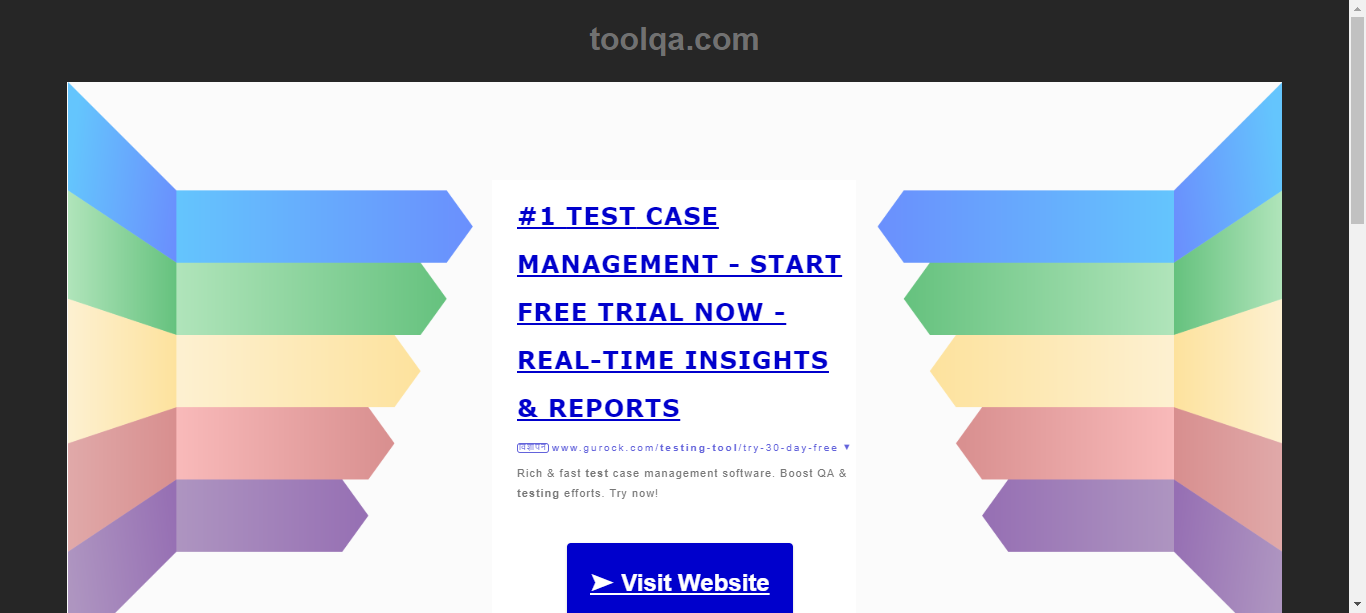 toolqa.com
#1 TEST CASE
MANAGEMENT - START
FREE TRIAL NOW -
REAL-TIME INSIGHTS
& REPORTS
विज्ञापन www.gurock.com/testing-tool/try-30-day-free ▼
Rich & fast test case management software. Boost QA &
testing efforts. Try now!
➤ Visit Website